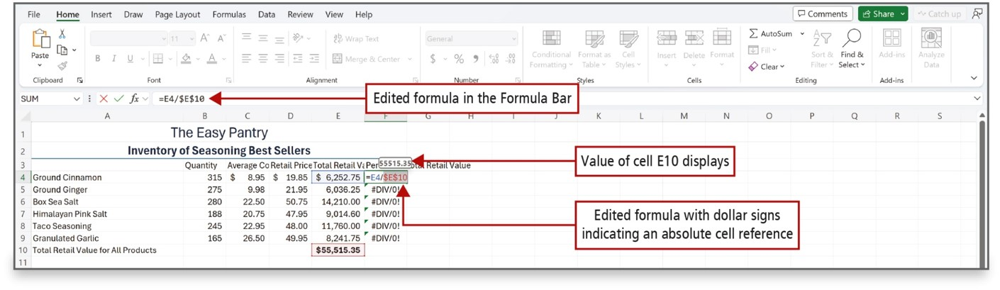 File Home Insert Draw Page Layout Formulas Data Review View Help Comments Share Catch up
11 A A Wrap Text General AutoSum
Paste Fill
B I U A Merge & Center $ % 9 Conditional Formatting Format as Table Cell Styles Insert Delete Format Clear Sort & Filter Find & Select Add-ins Analyze Data
Clipboard Font Alignment Number Styles Cells Editing Add-ins
SUM fx =E4/$E$10 Edited formula in the Formula Bar
A B C D E F G H I J K L M N O P Q R S
1 The Easy Pantry
2 Inventory of Seasoning Best Sellers
55515.35 Value of cell E10 displays
3 Quantity Average Co Retail Price Total Retail Va Per otal Retail Value
4 Ground Cinnamon 315 $ 8.95 $ 19.85 $ 6,252.75 =E4/$E$10
5 Ground Ginger 275 9.98 21.95 6,036.25 #DIV/0!
6 Box Sea Salt 280 22.50 50.75 14,210.00 #DIV/0!
7 Himalayan Pink Salt 188 20.75 47.95 9,014.60 #DIV/0!
8 Taco Seasoning 245 22.95 48.00 11,760.00 #DIV/0!
9 Granulated Garlic 165 26.50 49.95 8,241.75 #DIV/0!
10 Total Retail Value for All Products $55,515.35
11
Edited formula with dollar signs
indicating an absolute cell reference